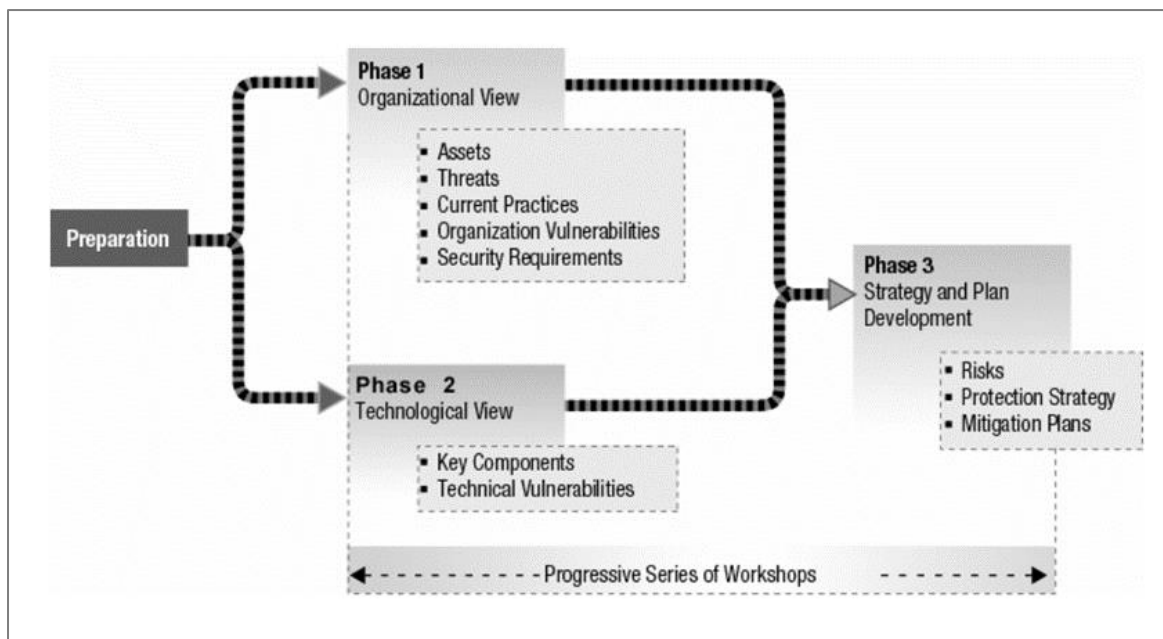 Preparation
Phase 1
Organizational View
▪ Assets
▪ Threats
▪ Current Practices
▪ Organization Vulnerabilities
▪ Security Requirements
Phase 2
Technological View
▪ Key Components
▪ Technical Vulnerabilities
Phase 3
Strategy and Plan
Development
▪ Risks
▪ Protection Strategy
▪ Mitigation Plans
Progressive Series of Workshops